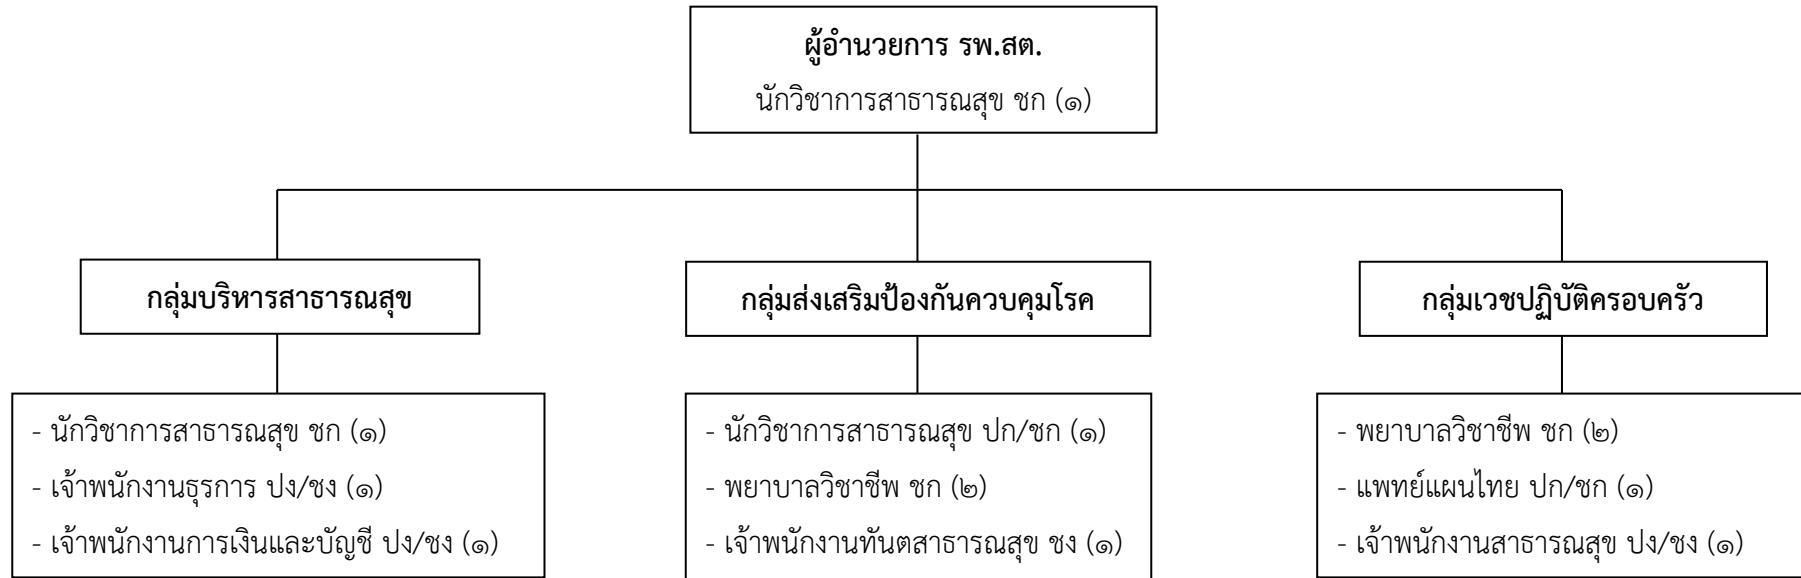 ผู้อำนวยการ รพ.สต.
นักวิชาการสาธารณสุข ชก (๑)
กลุ่มบริหารสาธารณสุข
- นักวิชาการสาธารณสุข ชก (๑)
- เจ้าพนักงานธุรการ ปง/ชง (๑)
- เจ้าพนักงานการเงินและบัญชี ปง/ชง (๑)
กลุ่มส่งเสริมป้องกันควบคุมโรค
- นักวิชาการสาธารณสุข ปก/ชก (๑)
- พยาบาลวิชาชีพ ชก (๒)
- เจ้าพนักงานทันตสาธารณสุข ชง (๑)
กลุ่มเวชปฏิบัติครอบครัว
- พยาบาลวิชาชีพ ชก (๒)
- แพทย์แผนไทย ปก/ชก (๑)
- เจ้าพนักงานสาธารณสุข ปง/ชง (๑)